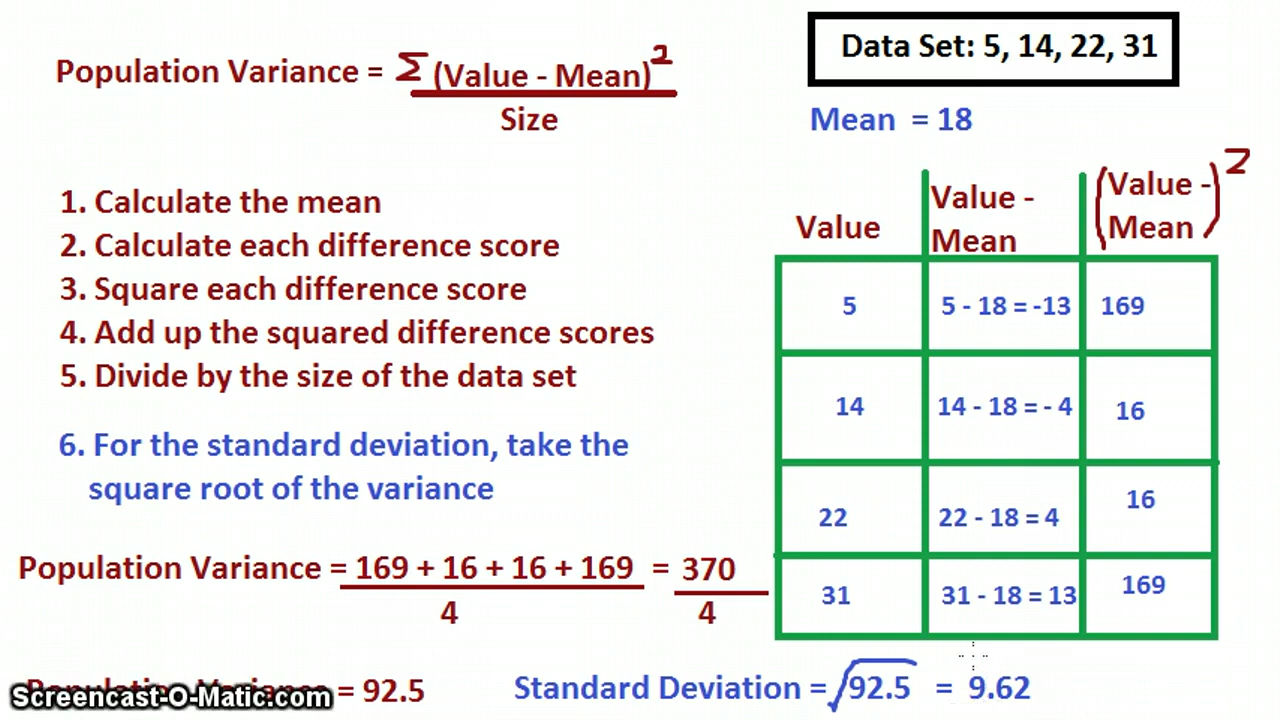 Population Variance = Σ (Value - Mean)²
Size
Data Set: 5, 14, 22, 31
Mean = 18
1. Calculate the mean
2. Calculate each difference score
3. Square each difference score
4. Add up the squared difference scores
5. Divide by the size of the data set
6. For the standard deviation, take the
square root of the variance
Value
Value -
Mean
(Value -
Mean)²
5
5 - 18 = -13
169
14
14 - 18 = - 4
16
22
22 - 18 = 4
16
31
31 - 18 = 13
169
Population Variance = 169 + 16 + 16 + 169 = 370
4
4
Population Variance = 92.5
Standard Deviation = √92.5 = 9.62
Screencast-O-Matic.com